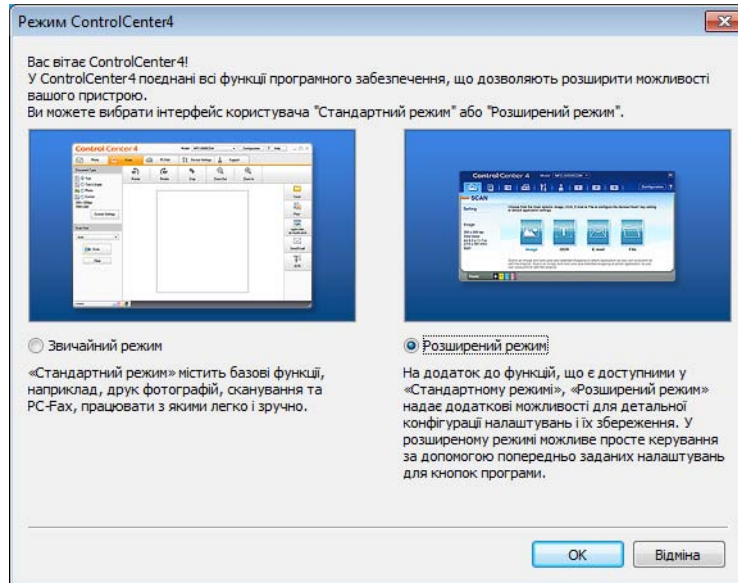 Режим ControlCenter4
Вас вітає ControlCenter4!
У ControlCenter4 поєднані всі функції програмного забезпечення, що дозволяють розширити можливості
вашого пристрою.
Ви можете вибрати інтерфейс користувача "Стандартний режим" або "Розширений режим".
Control Center 4
Control Center 4
SCAN
Image
OCR
E-mail
File
Звичайний режим
«Стандартний режим» містить базові функції,
наприклад, друк фотографій, сканування та
PC-Fax, працювати з якими легко і зручно.
Розширений режим
На додаток до функцій, що є доступними у
«Стандартному режимі», «Розширений режим»
надає додаткові можливості для детальної
конфігурації налаштувань і їх збереження. У
розширеному режимі можливе просте керування
за допомогою попередньо заданих налаштувань
для кнопок програми.
OK
Відміна